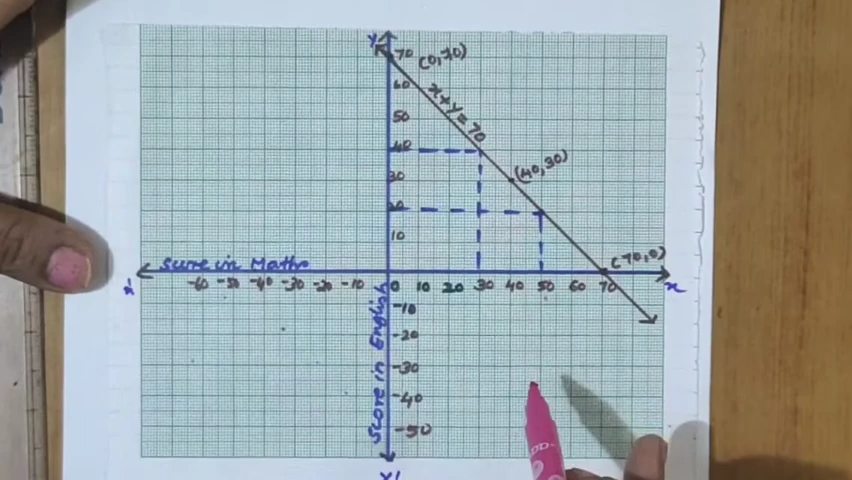 Y
70 (0,70)
60
x+y=70
50
40
(40,30)
30
20
10
(70,0)
Score in Maths
x' -60 -50 -40 -30 -20 -10 0 10 20 30 40 50 60 70 x
-10
-20
-30
-40
-50
Score in English
Y'